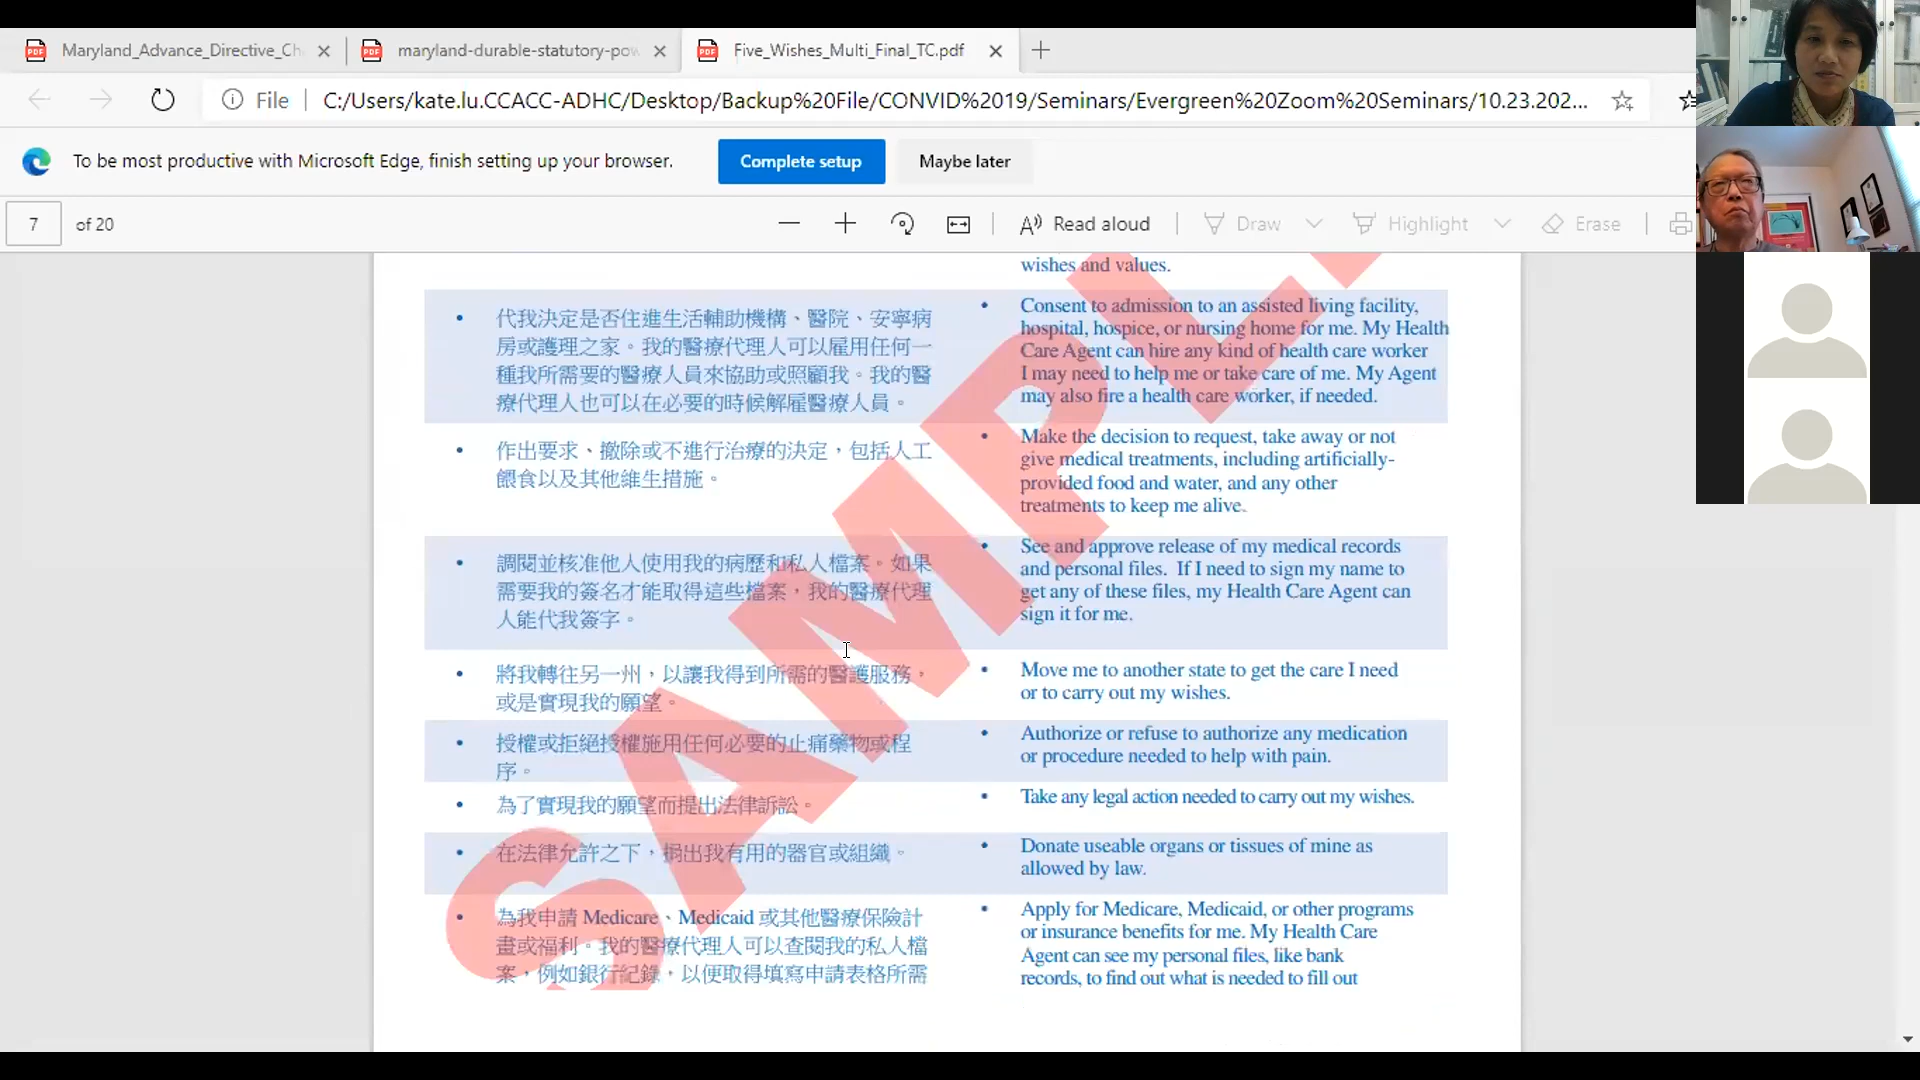 Maryland_Advance_Directive_Ch
maryland-durable-statutory-pow
Five_Wishes_Multi_Final_TC.pdf
File
C:/Users/kate.lu.CCACC-ADHC/Desktop/Backup%20File/CONVID%2019/Seminars/Evergreen%20Zoom%20Seminars/10.23.202...
To be most productive with Microsoft Edge, finish setting up your browser.
Complete setup
Maybe later
7 of 20
Read aloud
Draw
Highlight
Erase
wishes and values.
• 代我決定是否住進生活輔助機構、醫院、安寧病
房或護理之家。我的醫療代理人可以雇用任何一
種我所需要的醫療人員來協助或照顧我。我的醫
療代理人也可以在必要的時候解雇醫療人員。
• Consent to admission to an assisted living facility,
hospital, hospice, or nursing home for me. My Health
Care Agent can hire any kind of health care worker
I may need to help me or take care of me. My Agent
may also fire a health care worker, if needed.
• 作出要求、撤除或不進行治療的決定，包括人工
餵食以及其他維生措施。
• Make the decision to request, take away or not
give medical treatments, including artificially-
provided food and water, and any other
treatments to keep me alive.
• 調閱並核准他人使用我的病歷和私人檔案。如果
需要我的簽名才能取得這些檔案，我的醫療代理
人能代我簽字。
• See and approve release of my medical records
and personal files. If I need to sign my name to
get any of these files, my Health Care Agent can
sign it for me.
• 將我轉往另一州，以讓我得到所需的醫護服務，
或是實現我的願望。
• Move me to another state to get the care I need
or to carry out my wishes.
• 授權或拒絕授權施用任何必要的止痛藥物或程
序。
• Authorize or refuse to authorize any medication
or procedure needed to help with pain.
• 為了實現我的願望而提出法律訴訟。
• Take any legal action needed to carry out my wishes.
• 在法律允許之下，捐出我有用的器官或組織。
• Donate useable organs or tissues of mine as
allowed by law.
• 為我申請 Medicare、Medicaid 或其他醫療保險計
畫或福利。我的醫療代理人可以查閱我的私人檔
案，例如銀行紀錄，以便取得填寫申請表格所需
• Apply for Medicare, Medicaid, or other programs
or insurance benefits for me. My Health Care
Agent can see my personal files, like bank
records, to find out what is needed to fill out
SAMPLE